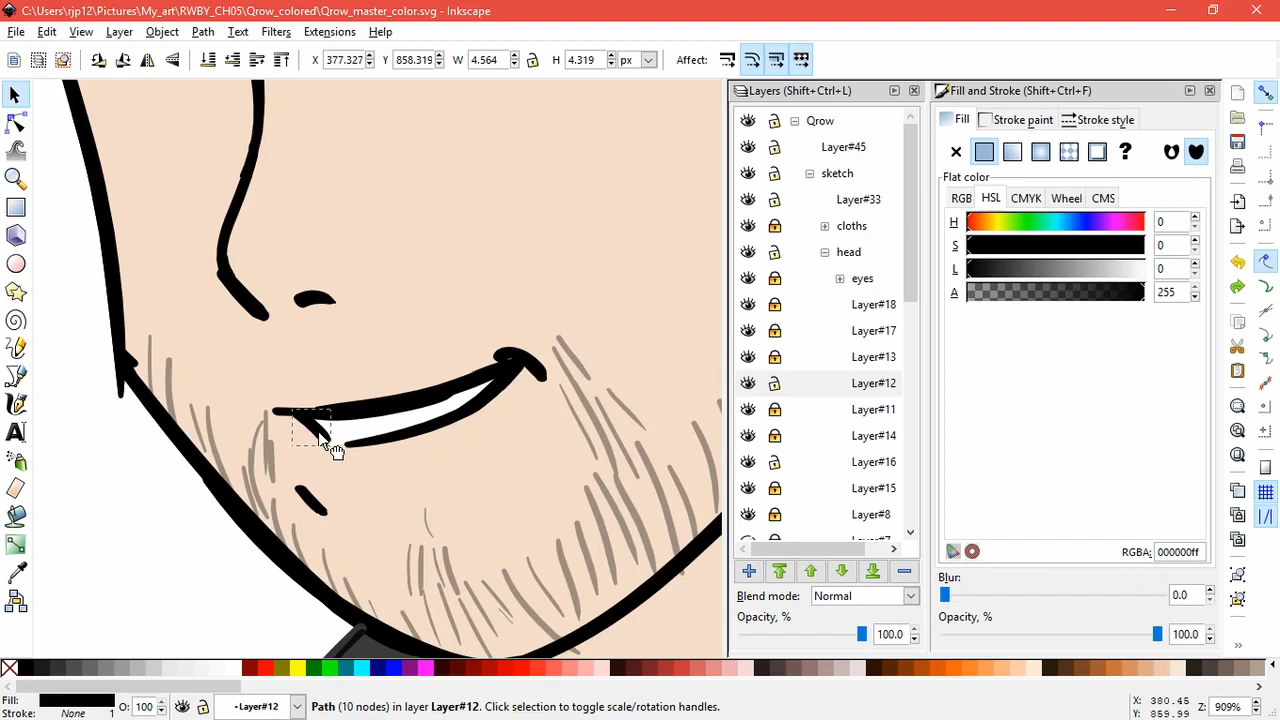 C:\Users\rjp12\Pictures\My_art\RWBY_CH05\Qrow_colored\Qrow_master_color.svg - Inkscape
File Edit View Layer Object Path Text Filters Extensions Help
X 377.327 Y 858.319 W 4.564 H 4.319 px Affect:
Layers (Shift+Ctrl+L)
Qrow
Layer#45
sketch
Layer#33
cloths
head
eyes
Layer#18
Layer#17
Layer#13
Layer#12
Layer#11
Layer#14
Layer#16
Layer#15
Layer#8
Blend mode: Normal
Opacity, %
100.0
Fill and Stroke (Shift+Ctrl+F)
Fill Stroke paint Stroke style
?
Flat color
RGB HSL CMYK Wheel CMS
H 0
S 0
L 0
A 255
RGBA: 000000ff
Blur:
0.0
Opacity, %
100.0
Fill: O: 100 •Layer#12 Path (10 nodes) in layer Layer#12. Click selection to toggle scale/rotation handles. X: 380.45 Z: 909%
Stroke: None 1 Y: 859.35